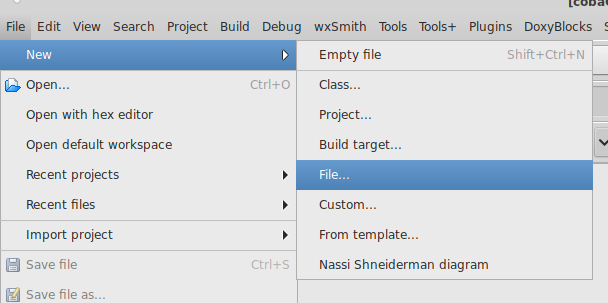 [coba
File Edit View Search Project Build Debug wxSmith Tools Tools+ Plugins DoxyBlocks
New
Open... Ctrl+O
Open with hex editor
Open default workspace
Recent projects
Recent files
Import project
Save file Ctrl+S
Save file as...
Empty file Shift+Ctrl+N
Class...
Project...
Build target...
File...
Custom...
From template...
Nassi Shneiderman diagram